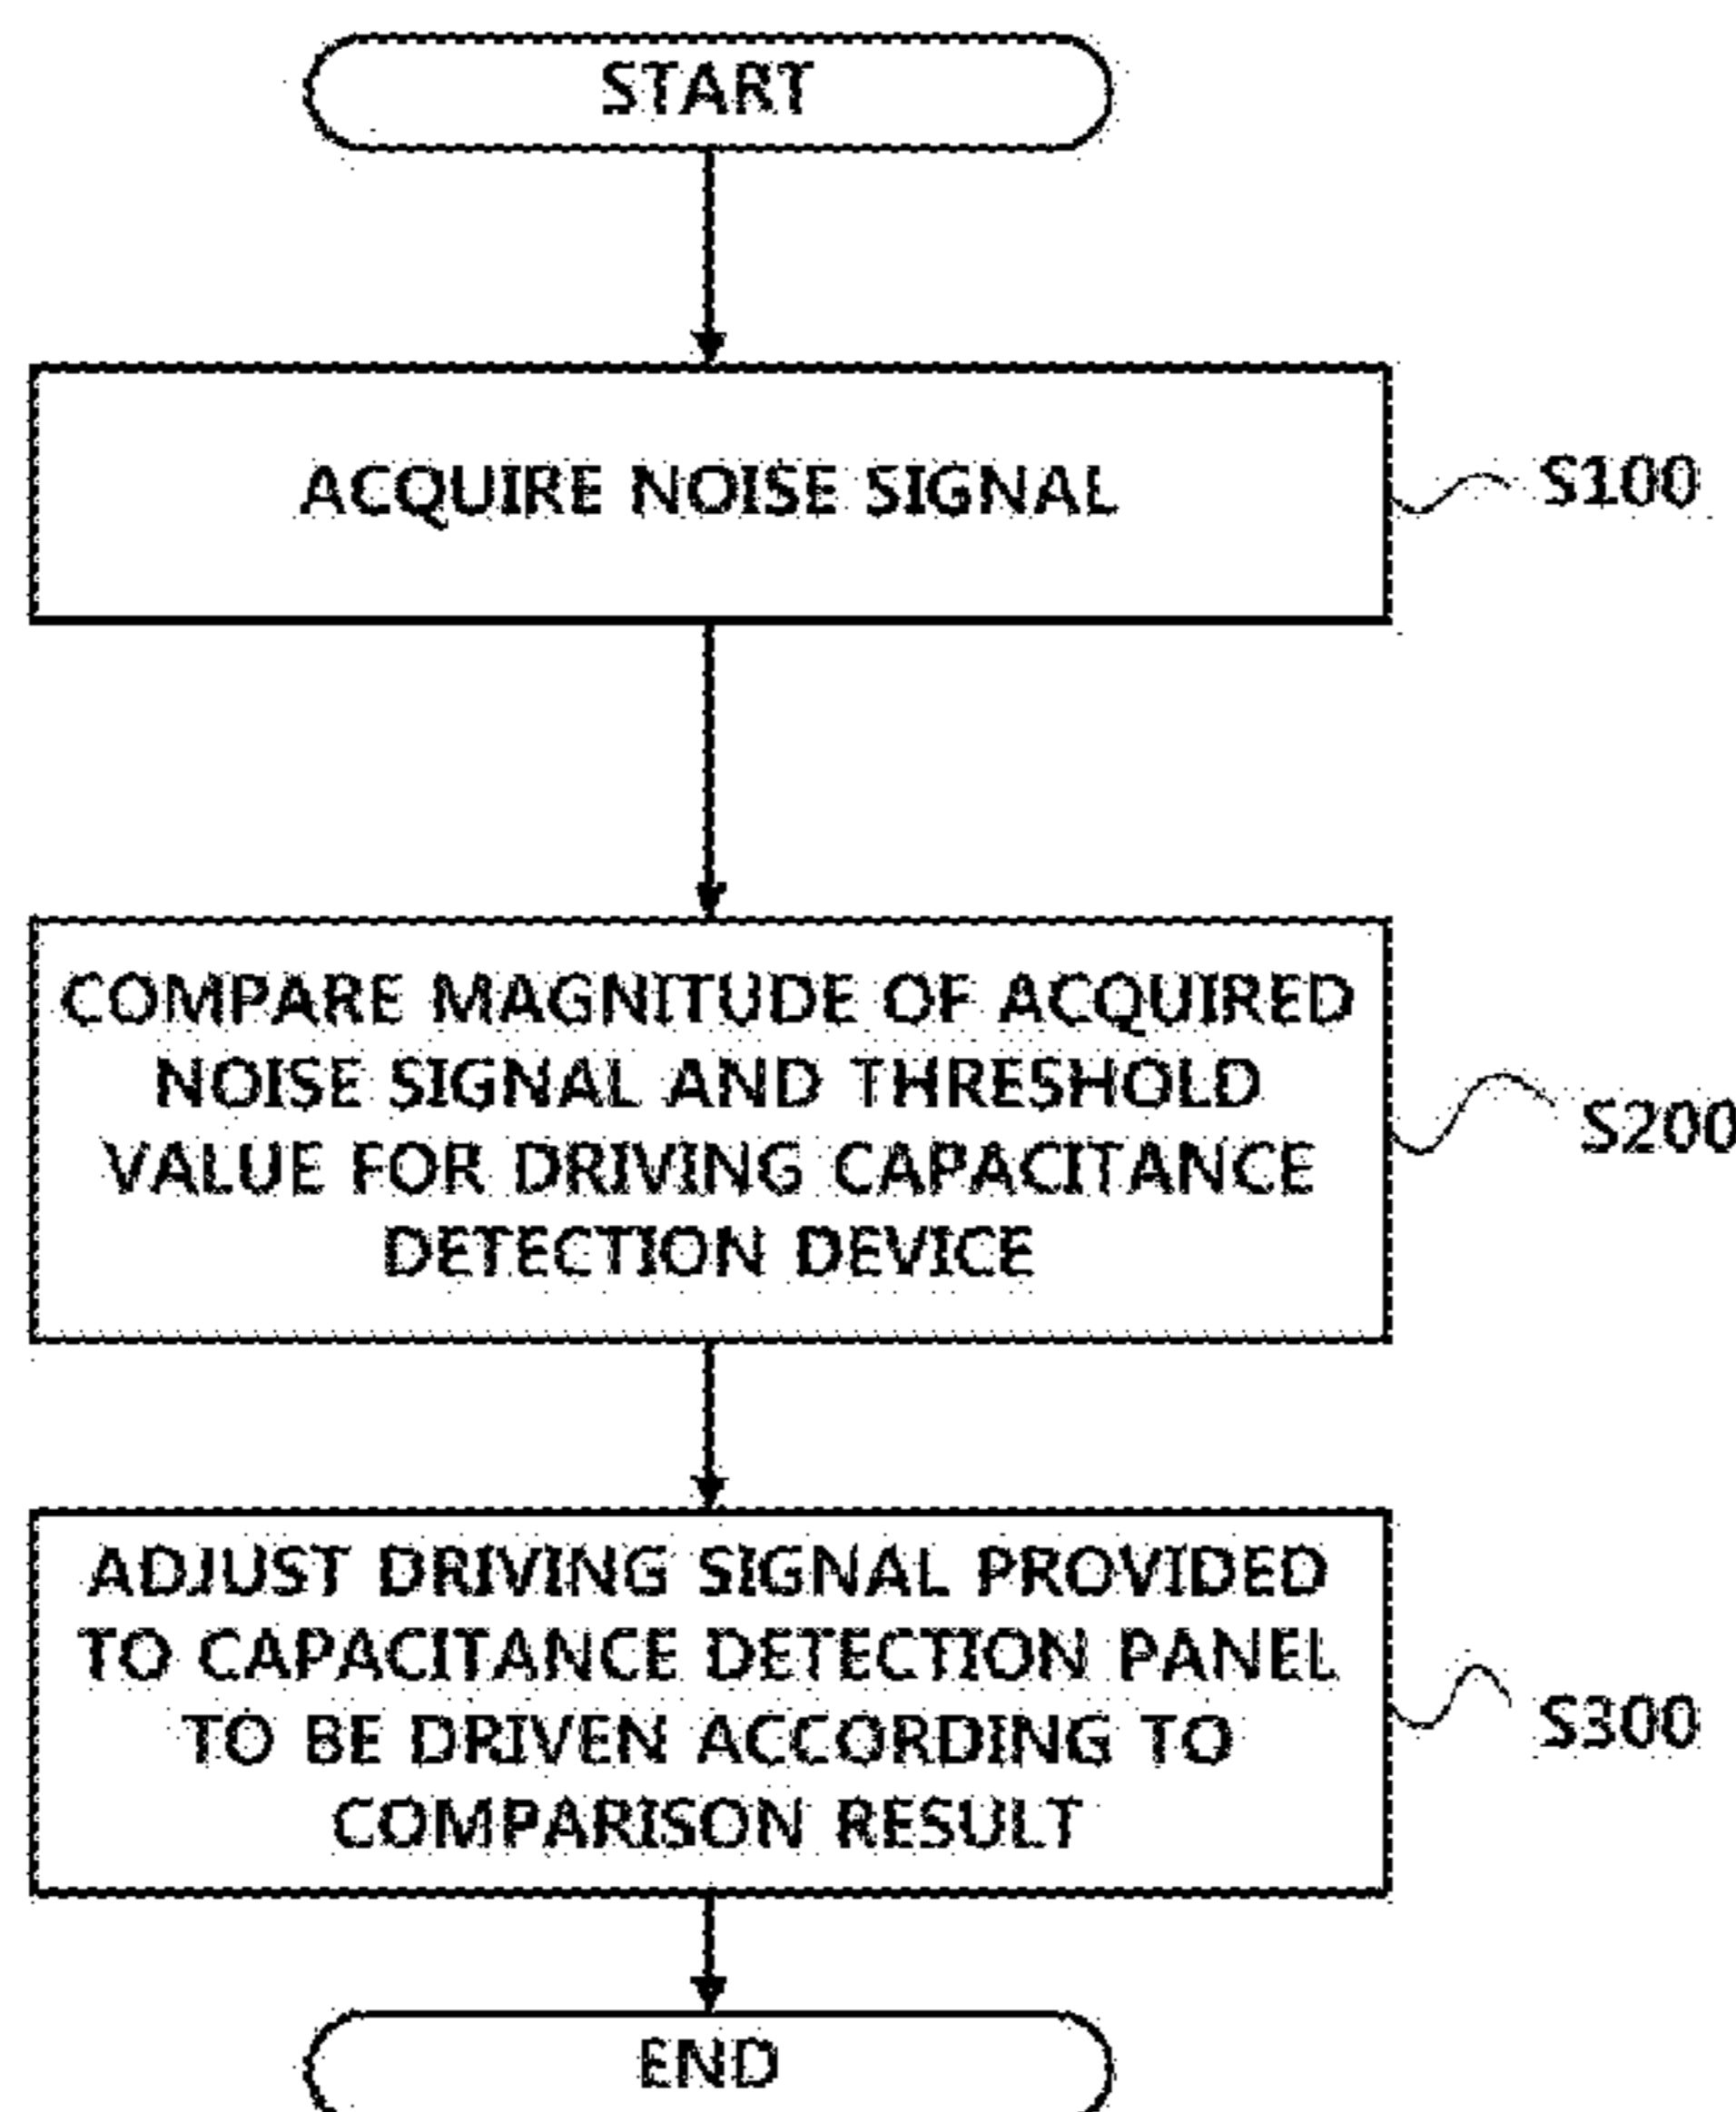 START
ACQUIRE NOISE SIGNAL
S100
COMPARE MAGNITUDE OF ACQUIRED
NOISE SIGNAL AND THRESHOLD
VALUE FOR DRIVING CAPACITANCE
DETECTION DEVICE
S200
ADJUST DRIVING SIGNAL PROVIDED
TO CAPACITANCE DETECTION PANEL
TO BE DRIVEN ACCORDING TO
COMPARISON RESULT
S300
END